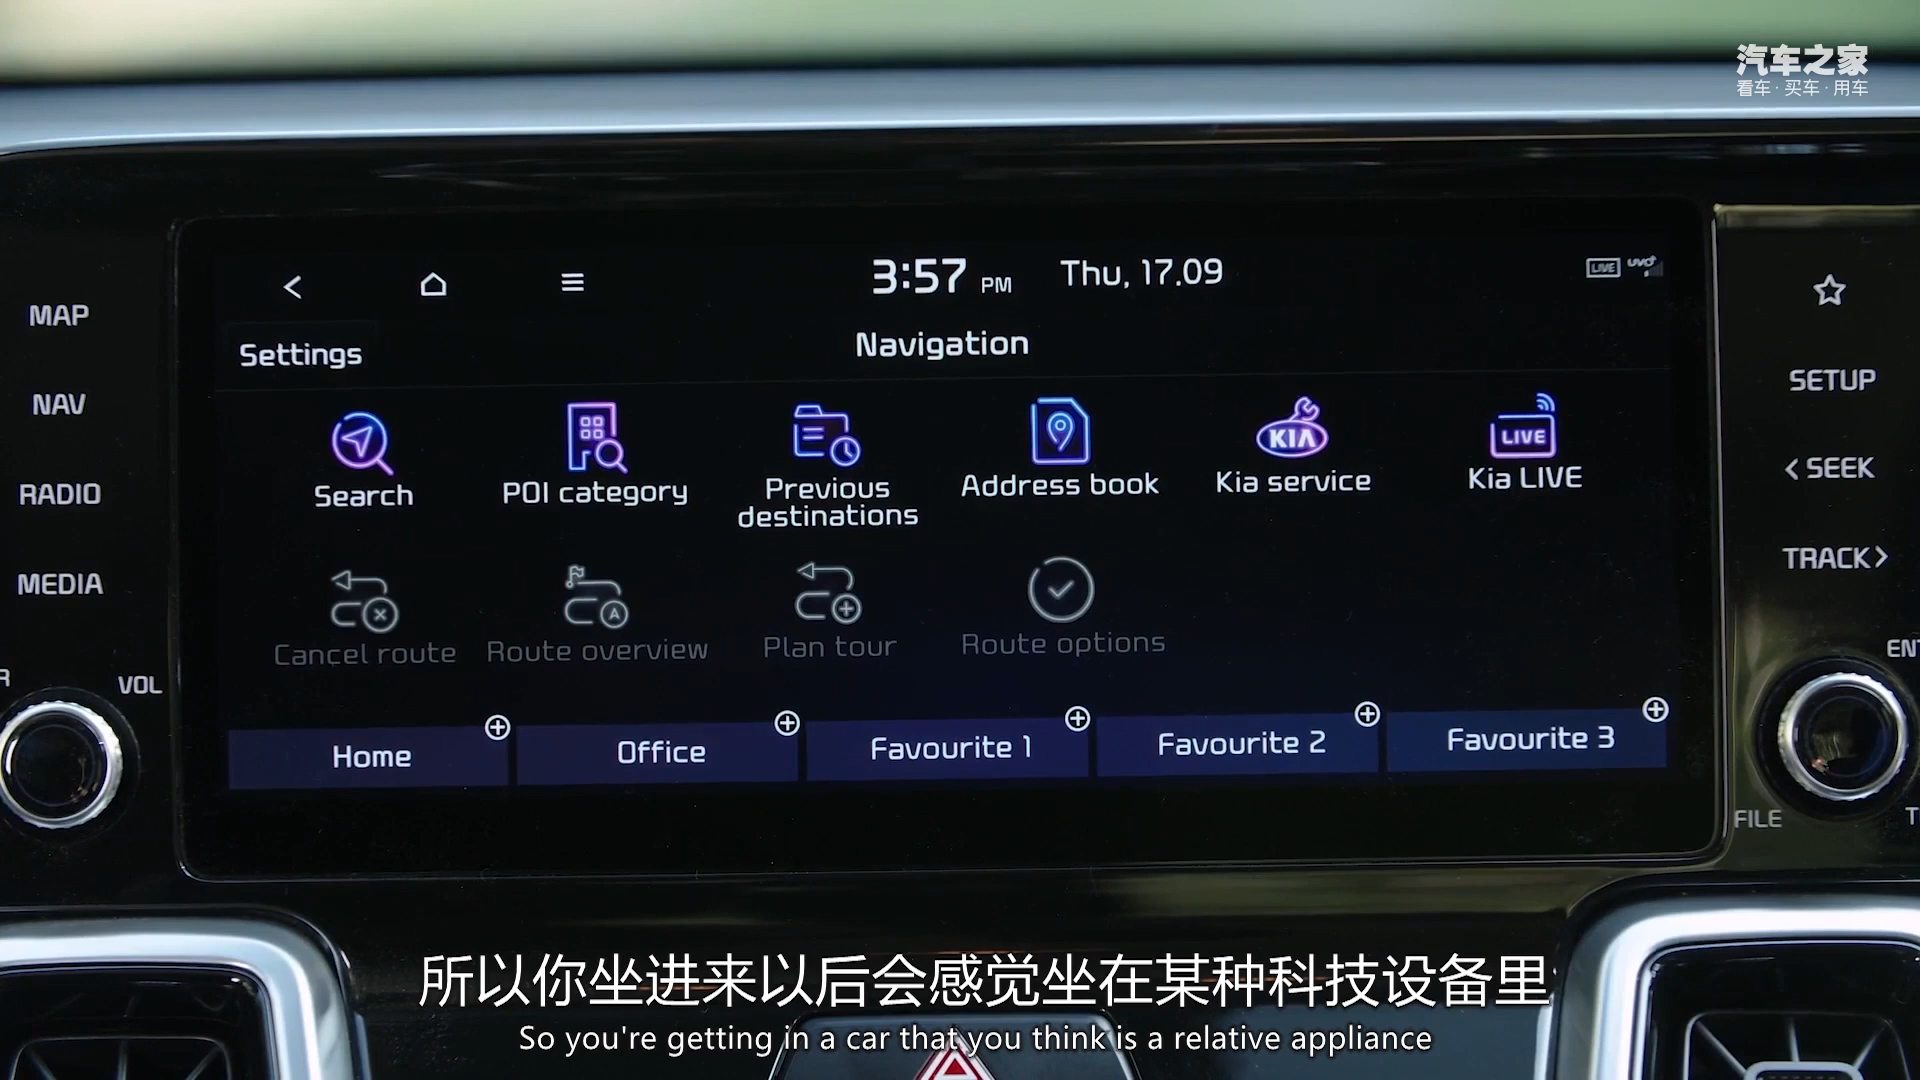 汽车之家
看车·买车·用车
3:57 PM Thu, 17.09
LIVE UVO
Settings
Navigation
MAP
NAV
RADIO
MEDIA
VOL
SETUP
< SEEK
TRACK >
FILE
Search
POI category
Previous
destinations
Address book
KIA
Kia service
LIVE
Kia LIVE
Cancel route
A
Route overview
Plan tour
Route options
Home
Office
Favourite 1
Favourite 2
Favourite 3
所以你坐进来以后会感觉坐在某种科技设备里
So you're getting in a car that you think is a relative appliance